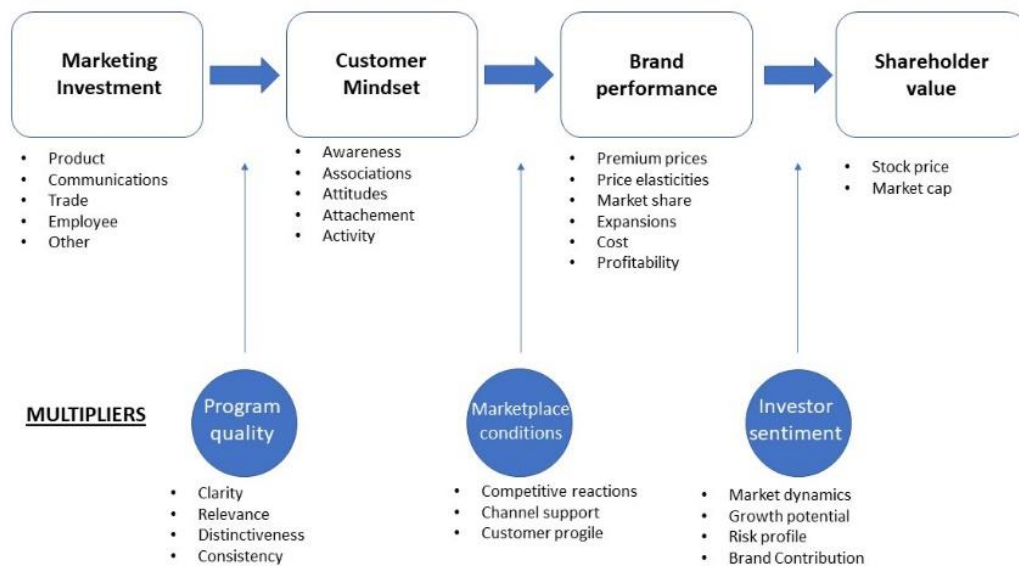 Marketing
Investment
Customer
Mindset
Brand
performance
Shareholder
value
• Product
• Communications
• Trade
• Employee
• Other
• Awareness
• Associations
• Attitudes
• Attachement
• Activity
• Premium prices
• Price elasticities
• Market share
• Expansions
• Cost
• Profitability
• Stock price
• Market cap
MULTIPLIERS
Program
quality
Marketplace
conditions
Investor
sentiment
• Clarity
• Relevance
• Distinctiveness
• Consistency
• Competitive reactions
• Channel support
• Customer progile
• Market dynamics
• Growth potential
• Risk profile
• Brand Contribution